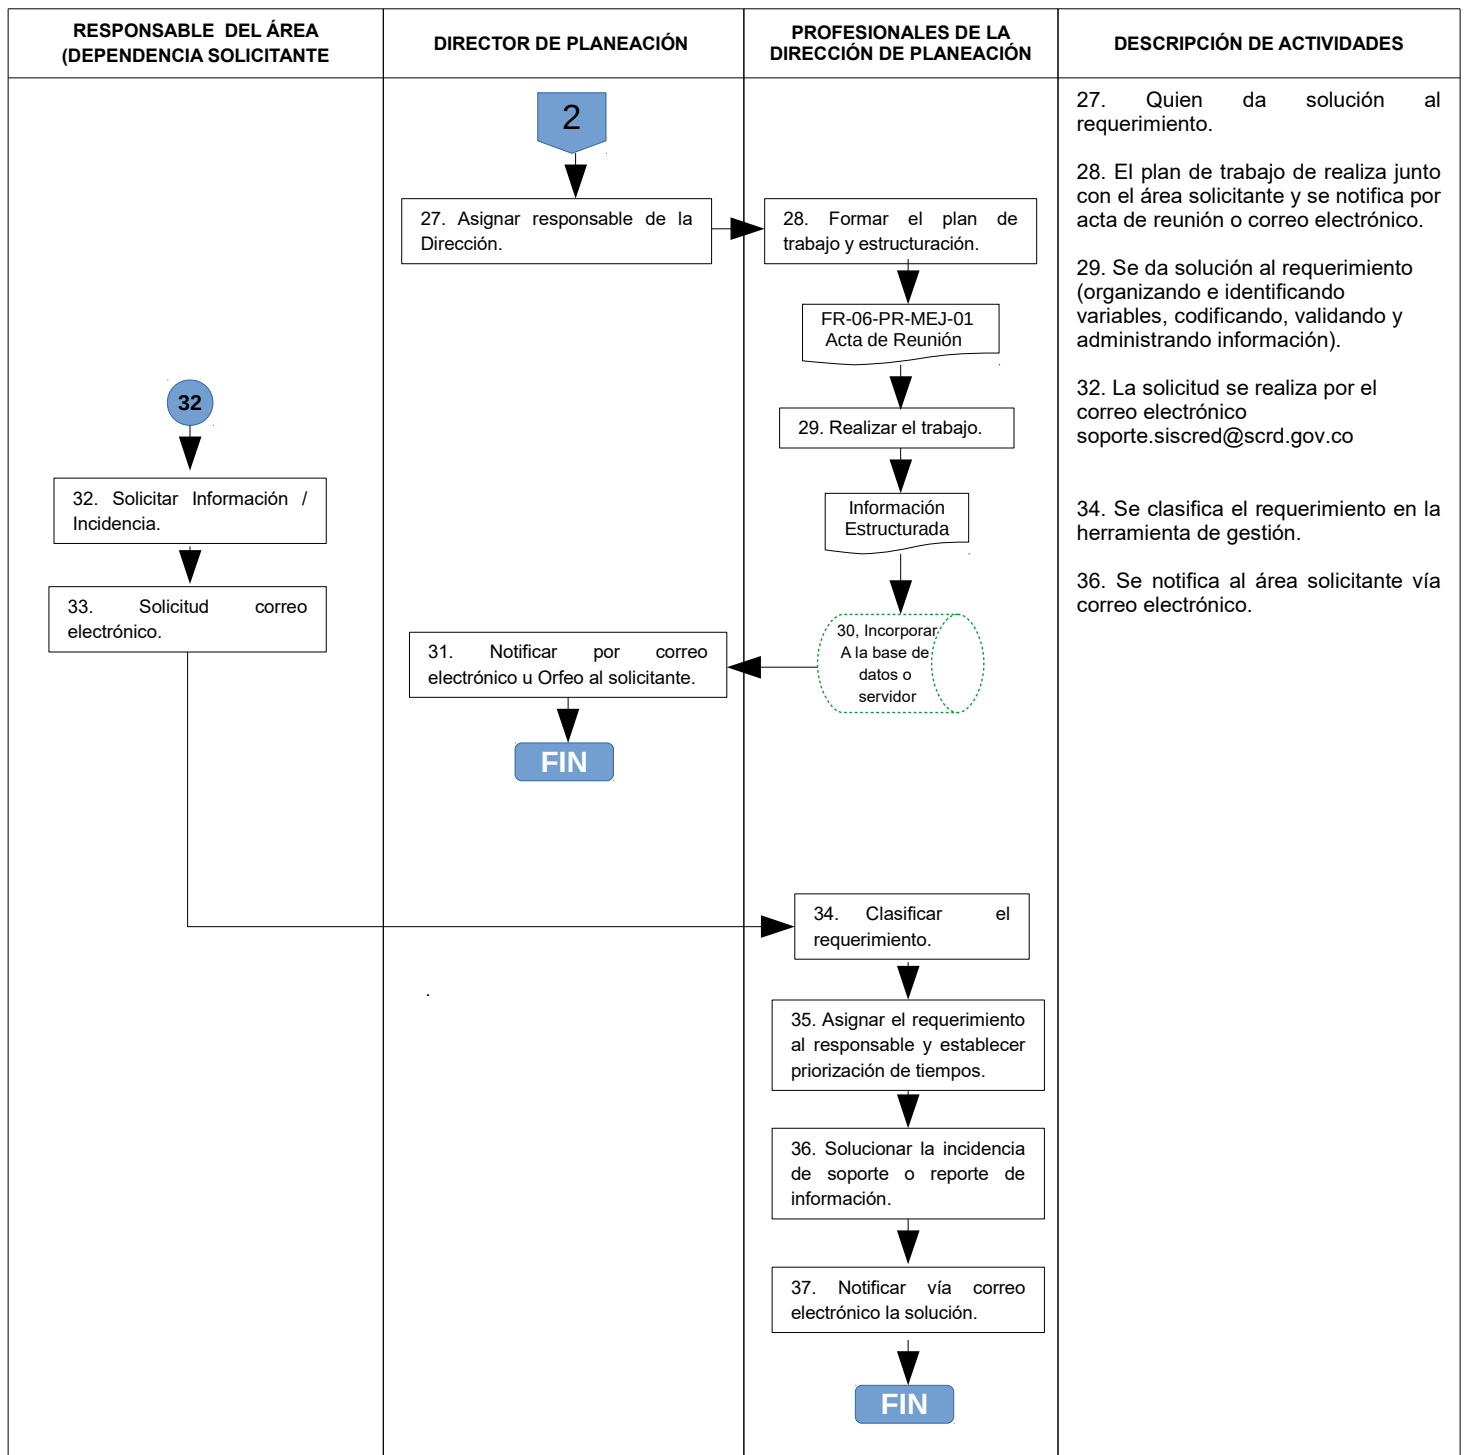 RESPONSABLE DEL ÁREA
(DEPENDENCIA SOLICITANTE
DIRECTOR DE PLANEACIÓN
PROFESIONALES DE LA
DIRECCIÓN DE PLANEACIÓN
DESCRIPCIÓN DE ACTIVIDADES
2
27. Asignar responsable de la
Dirección.
28. Formar el plan de
trabajo y estructuración.
FR-06-PR-MEJ-01
Acta de Reunión
29. Realizar el trabajo.
Información
Estructurada
30, Incorporar
A la base de
datos o
servidor
31. Notificar por correo
electrónico u Orfeo al solicitante.
FIN
32
32. Solicitar Información /
Incidencia.
33. Solicitud correo
electrónico.
34. Clasificar el
requerimiento.
.
35. Asignar el requerimiento
al responsable y establecer
priorización de tiempos.
36. Solucionar la incidencia
de soporte o reporte de
información.
37. Notificar vía correo
electrónico la solución.
FIN
27. Quien da solución al
requerimiento.
28. El plan de trabajo de realiza junto
con el área solicitante y se notifica por
acta de reunión o correo electrónico.
29. Se da solución al requerimiento
(organizando e identificando
variables, codificando, validando y
administrando información).
32. La solicitud se realiza por el
correo electrónico
soporte.siscred@scrd.gov.co
34. Se clasifica el requerimiento en la
herramienta de gestión.
36. Se notifica al área solicitante vía
correo electrónico.